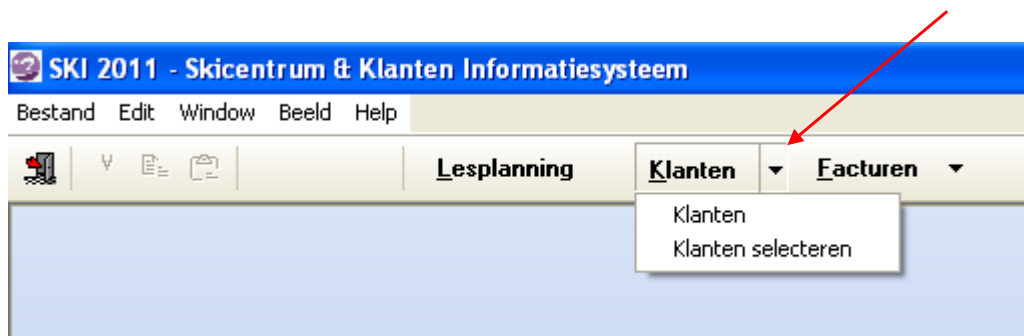 SKI 2011 - Skicentrum & Klanten Informatiesysteem
Bestand Edit Window Beeld Help
Lesplanning Klanten Facturen
Klanten
Klanten selecteren